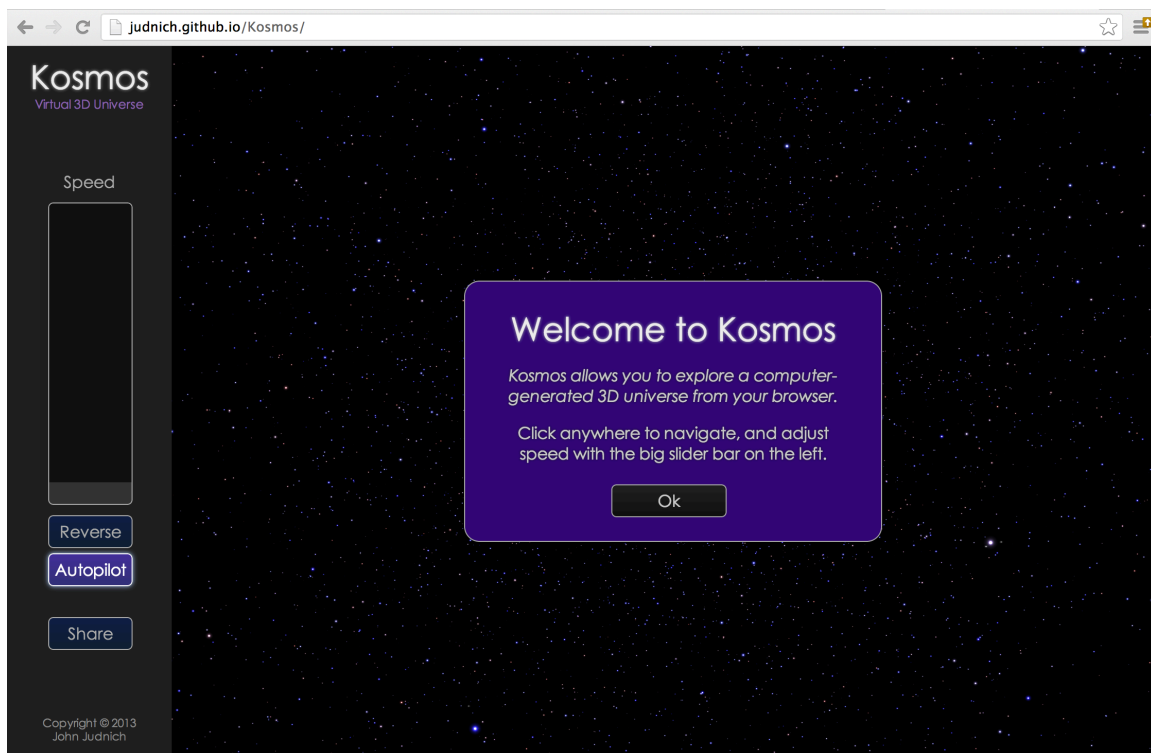 judnich.github.io/Kosmos/
Kosmos
Virtual 3D Universe
Speed
Reverse
Autopilot
Share
Copyright © 2013
John Judnich
Welcome to Kosmos
Kosmos allows you to explore a computer-
generated 3D universe from your browser.
Click anywhere to navigate, and adjust
speed with the big slider bar on the left.
Ok